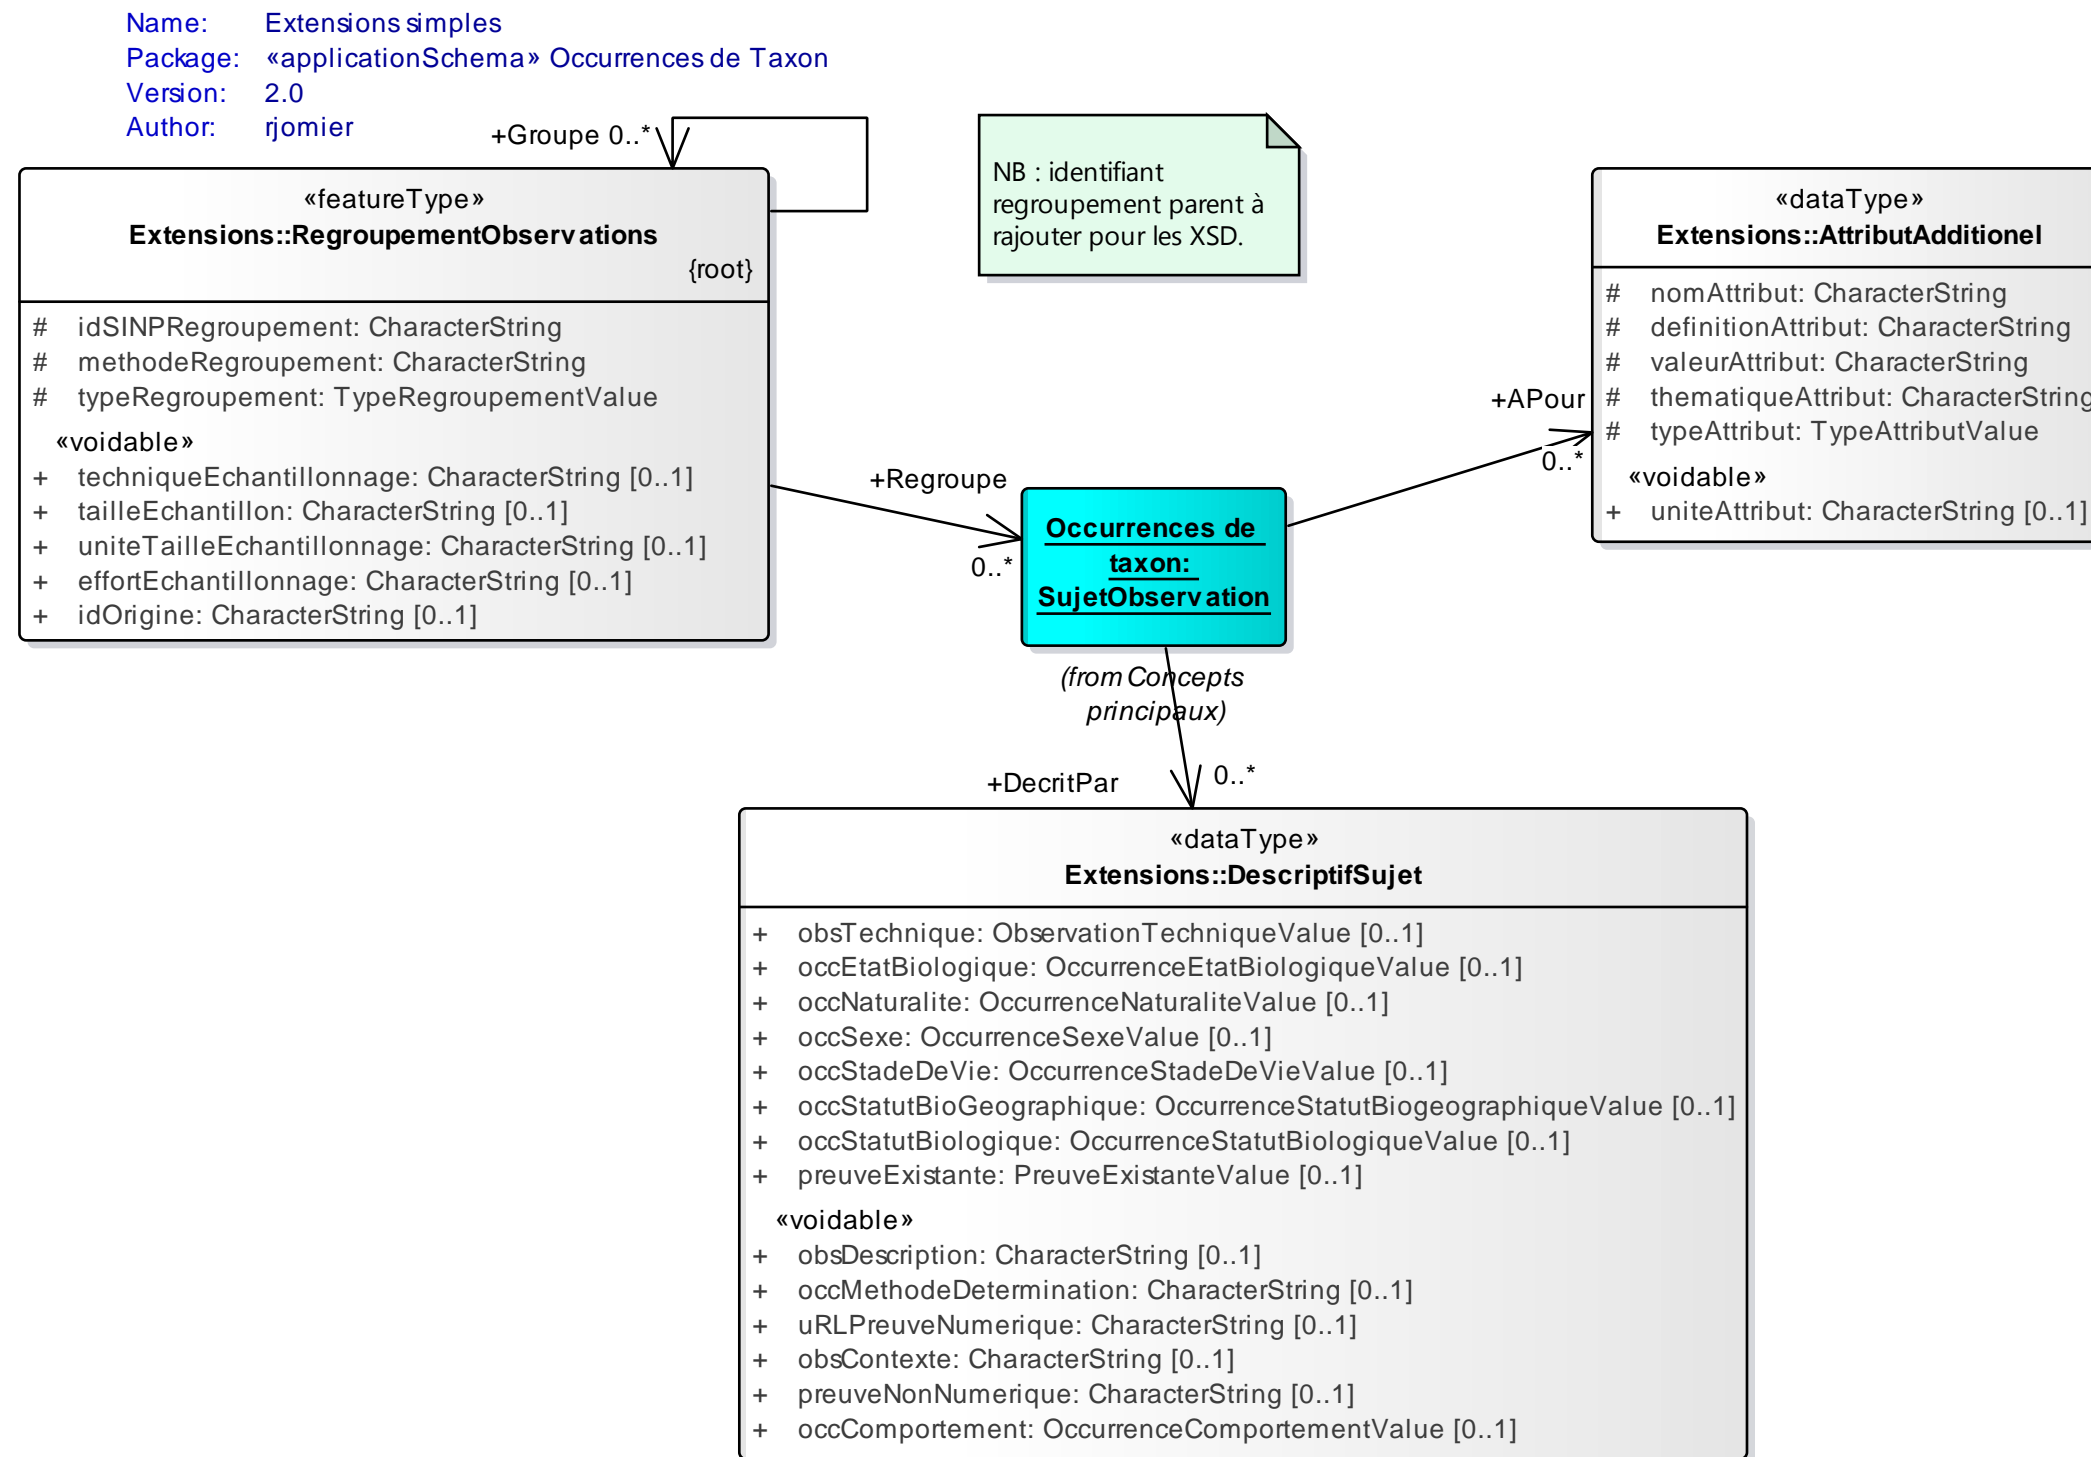 Name: Extensions simples
Package: «applicationSchema» Occurrences de Taxon
Version: 2.0
Author: rjomier
+Groupe 0..*
«featureType»
Extensions::RegroupementObservations
{root}
# idSINPRegroupement: CharacterString
# methodeRegroupement: CharacterString
# typeRegroupement: TypeRegroupementValue
«voidable»
+ techniqueEchantillonnage: CharacterString [0..1]
+ tailleEchantillon: CharacterString [0..1]
+ uniteTailleEchantillonnage: CharacterString [0..1]
+ effortEchantillonnage: CharacterString [0..1]
+ idOrigine: CharacterString [0..1]
NB : identifiant
regroupement parent à
rajouter pour les XSD.
«dataType»
Extensions::AttributAdditionel
# nomAttribut: CharacterString
# definitionAttribut: CharacterString
# valeurAttribut: CharacterString
# thematiqueAttribut: CharacterString
# typeAttribut: TypeAttributValue
«voidable»
+ uniteAttribut: CharacterString [0..1]
+APour
0..*
+Regroupe
0..*
Occurrences de
taxon:
SujetObservation
(from Concepts
principaux)
+DecritPar
0..*
«dataType»
Extensions::DescriptifSujet
+ obsTechnique: ObservationTechniqueValue [0..1]
+ occEtatBiologique: OccurrenceEtatBiologiqueValue [0..1]
+ occNaturalite: OccurrenceNaturaliteValue [0..1]
+ occSexe: OccurrenceSexeValue [0..1]
+ occStadeDeVie: OccurrenceStadeDeVieValue [0..1]
+ occStatutBioGeographique: OccurrenceStatutBiogeographiqueValue [0..1]
+ occStatutBiologique: OccurrenceStatutBiologiqueValue [0..1]
+ preuveExistante: PreuveExistanteValue [0..1]
«voidable»
+ obsDescription: CharacterString [0..1]
+ occMethodeDetermination: CharacterString [0..1]
+ uRLPreuveNumerique: CharacterString [0..1]
+ obsContexte: CharacterString [0..1]
+ preuveNonNumerique: CharacterString [0..1]
+ occComportement: OccurrenceComportementValue [0..1]